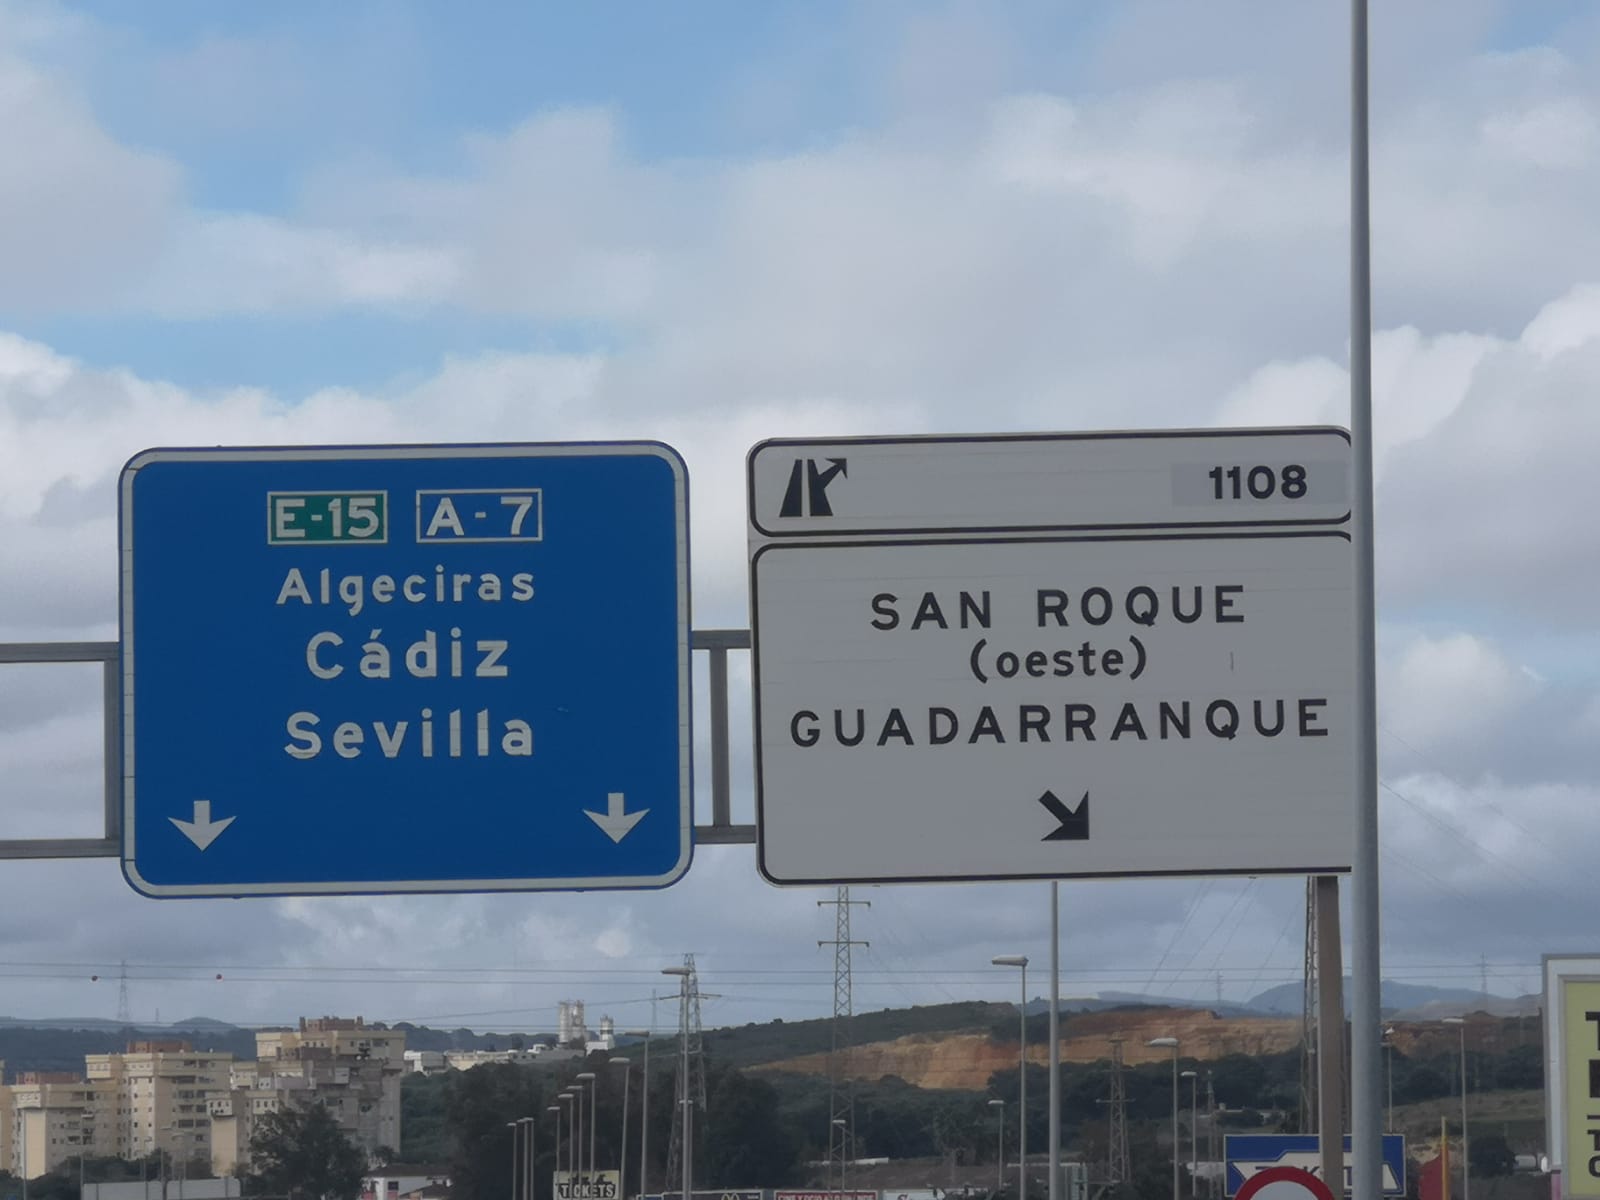 E-15 A-7
Algeciras
Cádiz
Sevilla
1108
SAN ROQUE
(oeste)
GUADARRANQUE
TICKETS